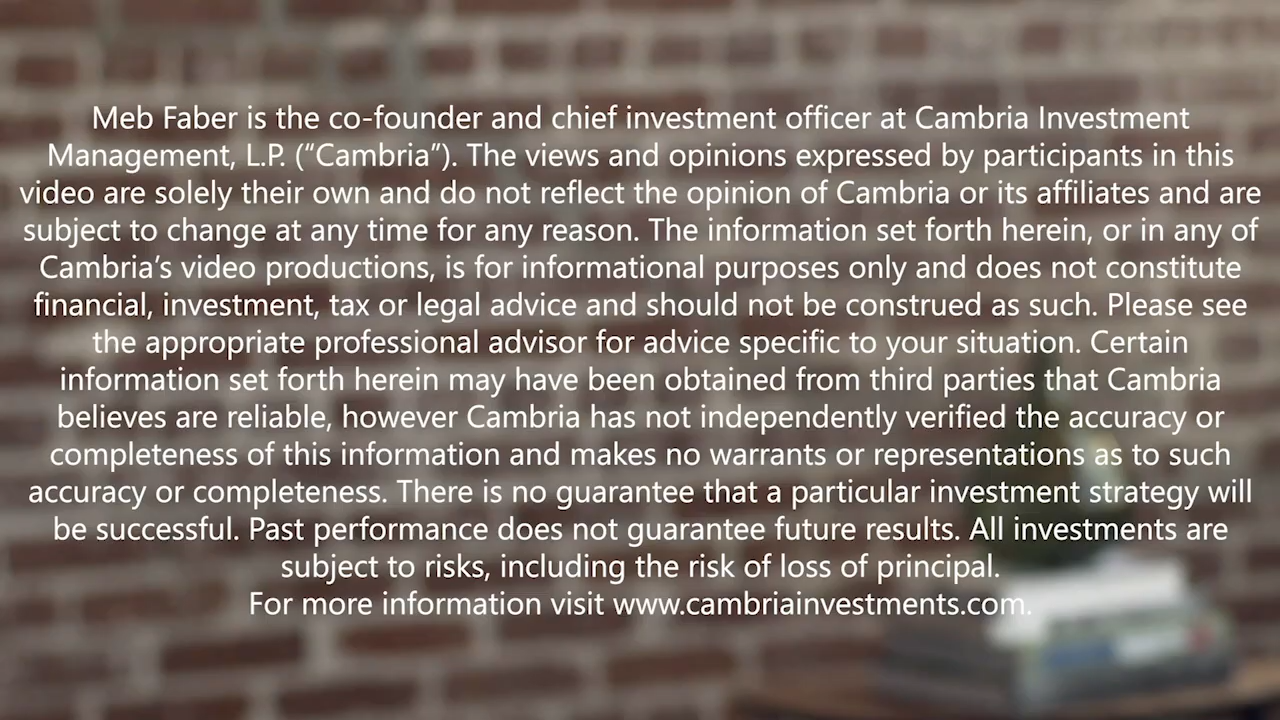 Meb Faber is the co-founder and chief investment officer at Cambria Investment
Management, L.P. (“Cambria”). The views and opinions expressed by participants in this
video are solely their own and do not reflect the opinion of Cambria or its affiliates and are
subject to change at any time for any reason. The information set forth herein, or in any of
Cambria’s video productions, is for informational purposes only and does not constitute
financial, investment, tax or legal advice and should not be construed as such. Please see
the appropriate professional advisor for advice specific to your situation. Certain
information set forth herein may have been obtained from third parties that Cambria
believes are reliable, however Cambria has not independently verified the accuracy or
completeness of this information and makes no warrants or representations as to such
accuracy or completeness. There is no guarantee that a particular investment strategy will
be successful. Past performance does not guarantee future results. All investments are
subject to risks, including the risk of loss of principal.
For more information visit www.cambriainvestments.com.